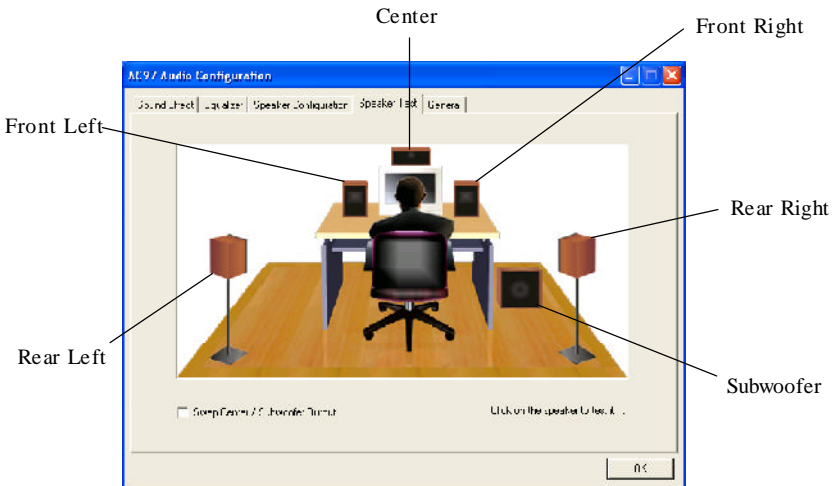 Center
Front Right
AC97 Audio Configuration
Sound Effect Equalizer Speaker Configuration Speaker Test General
Front Left
Rear Right
Rear Left
Subwoofer
Swap Center / Subwoofer Output
Click on the speaker to test it
OK